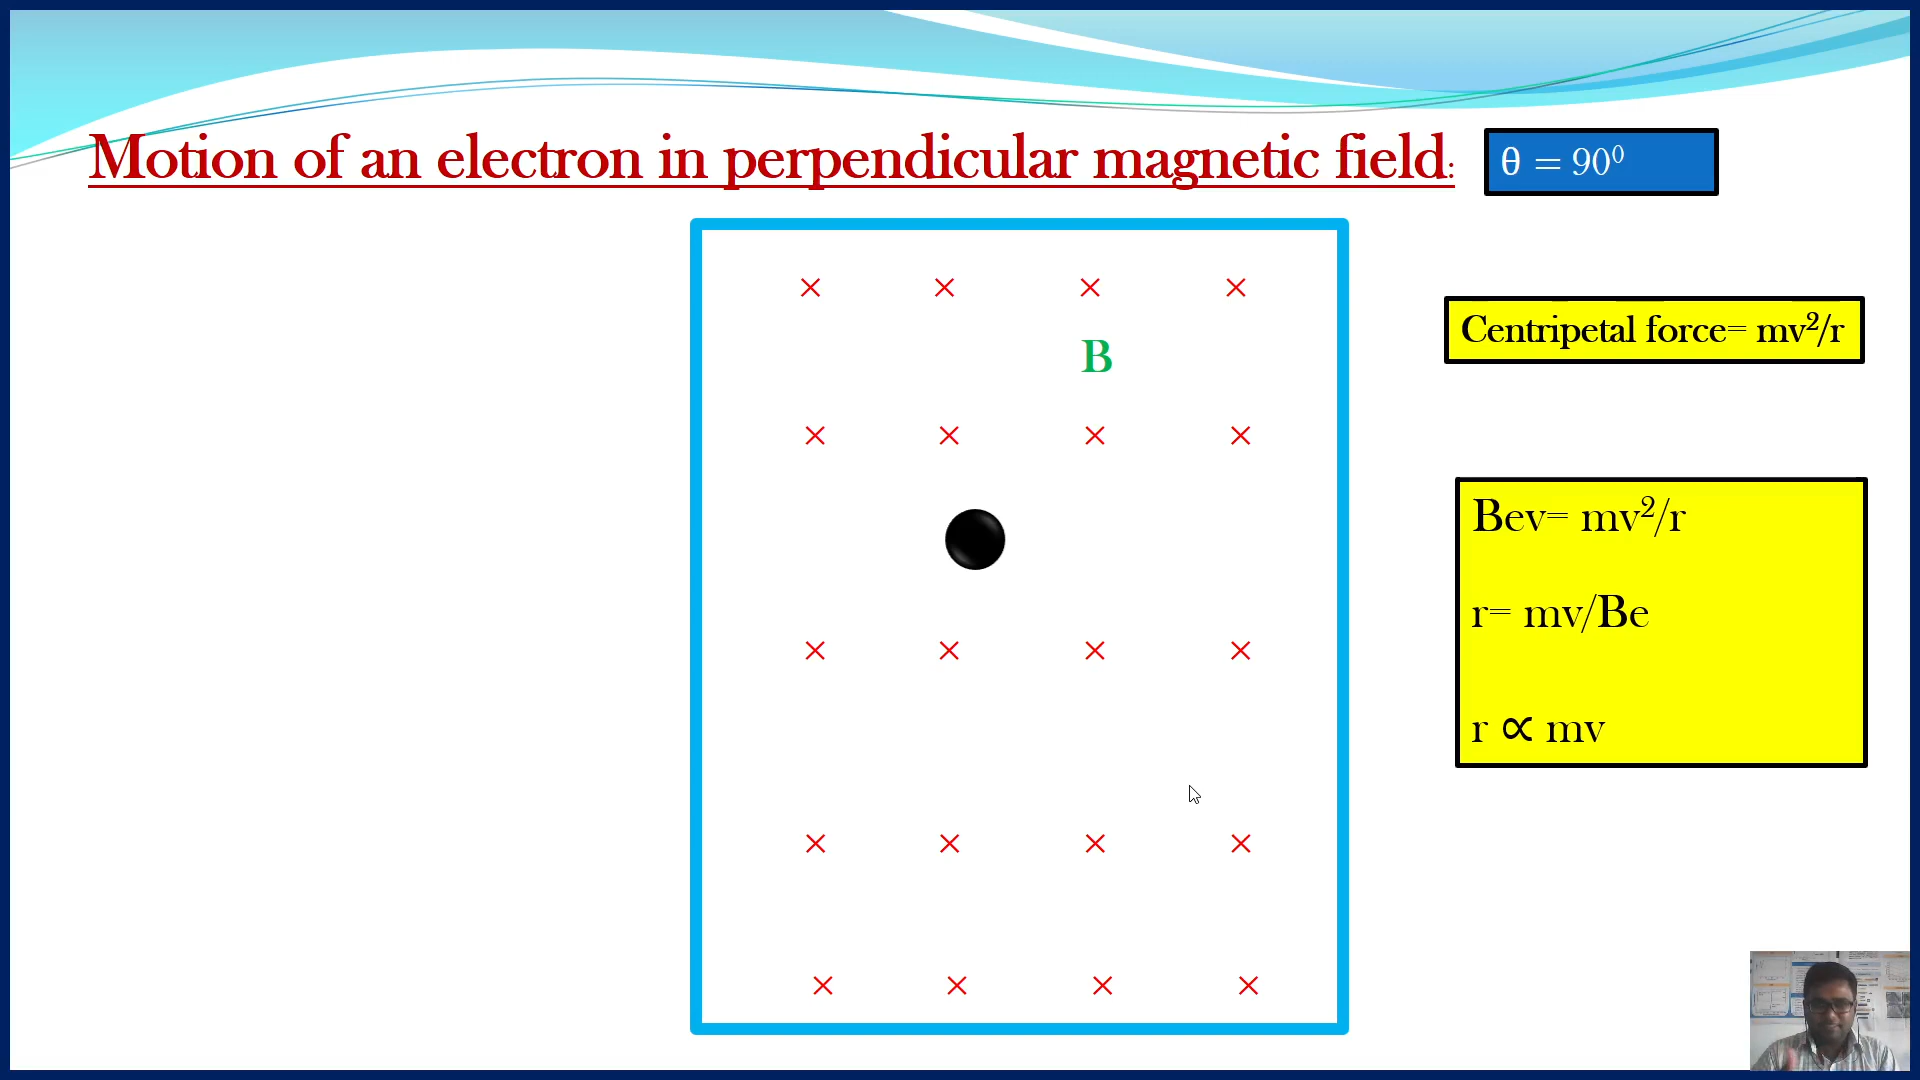 Motion of an electron in perpendicular magnetic field:
θ = 90⁰
× × × ×
B
× × × ×
× × × ×
× × × ×
× × × ×
Centripetal force= mv²/r
Bev= mv²/r
r= mv/Be
r ∝ mv